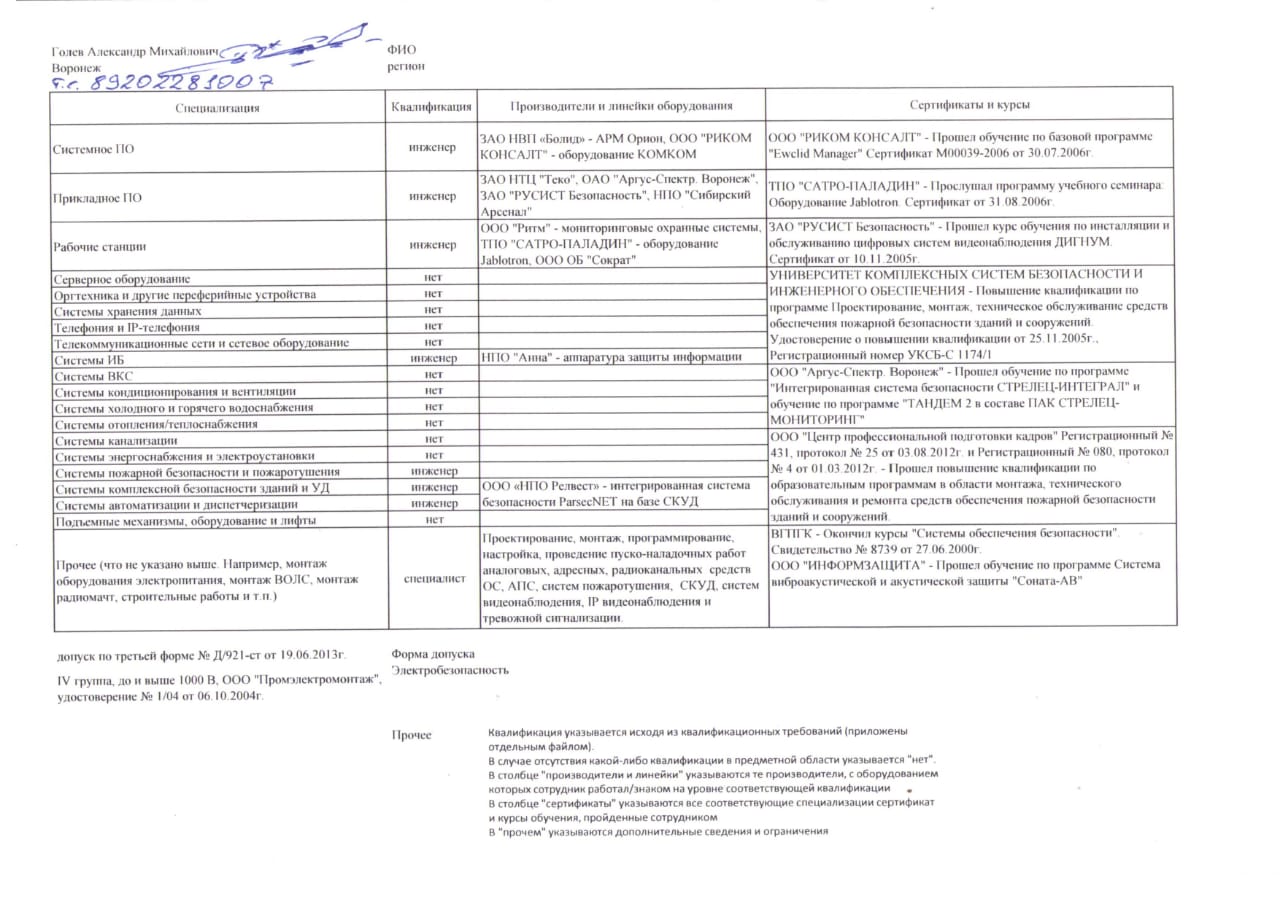 Голев Александр Михайлович
ФИО
Воронеж
регион
т.с. 89202281007
Специализация
Квалификация
Производители и линейки оборудования
Сертификаты и курсы
Системное ПО
инженер
ЗАО НВП «Болид» - АРМ Орион, ООО "РИКОМ
КОНСАЛТ" - оборудование КОМКОМ
ООО "РИКОМ КОНСАЛТ" - Прошел обучение по базовой программе
"Ewclid Manager" Сертификат М00039-2006 от 30.07.2006г.
Прикладное ПО
инженер
ЗАО НТЦ "Теко", ОАО "Аргус-Спектр. Воронеж",
ЗАО "РУСИСТ Безопасность", НПО "Сибирский
Арсенал"
ТПО "САТРО-ПАЛАДИН" - Прослушал программу учебного семинара:
Оборудование Jablotron. Сертификат от 31.08.2006г.
Рабочие станции
инженер
ООО "Ритм" - мониторинговые охранные системы,
ТПО "САТРО-ПАЛАДИН" - оборудование
Jablotron, ООО ОБ "Сократ"
ЗАО "РУСИСТ Безопасность" - Прошел курс обучения по инсталляции и
обслуживанию цифровых систем видеонаблюдения ДИГНУМ.
Сертификат от 10.11.2005г.
Серверное оборудование
нет
Оргтехника и другие переферийные устройства
нет
Системы хранения данных
нет
Телефония и IP-телефония
нет
Телекоммуникационные сети и сетевое оборудование
нет
Системы ИБ
инженер
НПО "Анна" - аппаратура защиты информации
УНИВЕРСИТЕТ КОМПЛЕКСНЫХ СИСТЕМ БЕЗОПАСНОСТИ И
ИНЖЕНЕРНОГО ОБЕСПЕЧЕНИЯ - Повышение квалификации по
программе Проектирование, монтаж, техническое обслуживание средств
обеспечения пожарной безопасности зданий и сооружений.
Удостоверение о повышении квалификации от 25.11.2005г.,
Регистрационный номер УКСБ-С 1174/1
Системы ВКС
нет
Системы кондиционирования и вентиляции
нет
Системы холодного и горячего водоснабжения
нет
Системы отопления/теплоснабжения
нет
ООО "Аргус-Спектр. Воронеж" - Прошел обучение по программе
"Интегрированная система безопасности СТРЕЛЕЦ-ИНТЕГРАЛ" и
обучение по программе "ТАНДЕМ 2 в составе ПАК СТРЕЛЕЦ-
МОНИТОРИНГ"
Системы канализации
нет
Системы энергоснабжения и электроустановки
нет
Системы пожарной безопасности и пожаротушения
инженер
Системы комплексной безопасности зданий и УД
инженер
Системы автоматизации и диспетчеризации
инженер
ООО «НПО Релвест» - интегрированная система
безопасности ParsecNET на базе СКУД
Подъемные механизмы, оборудование и лифты
нет
ООО "Центр профессиональной подготовки кадров" Регистрационный №
431, протокол № 25 от 03.08.2012г. и Регистрационный № 080, протокол
№ 4 от 01.03.2012г. - Прошел повышение квалификации по
образовательным программам в области монтажа, технического
обслуживания и ремонта средств обеспечения пожарной безопасности
зданий и сооружений.
Прочее (что не указано выше. Например, монтаж
оборудования электропитания, монтаж ВОЛС, монтаж
радиомачт, строительные работы и т.п.)
специалист
Проектирование, монтаж, программирование,
настройка, проведение пуско-наладочных работ
аналоговых, адресных, радиоканальных средств
ОС, АПС, систем пожаротушения, СКУД, систем
видеонаблюдения, IP видеонаблюдения и
тревожной сигнализации.
ВГППК - Окончил курсы "Системы обеспечения безопасности".
Свидетельство № 8739 от 27.06.2000г.
ООО "ИНФОРМЗАЩИТА" - Прошел обучение по программе Система
виброакустической и акустической защиты "Соната-АВ"
допуск по третьей форме № Д/921-ст от 19.06.2013г.
Форма допуска
IV группа, до и выше 1000 В, ООО "Промэлектромонтаж",
удостоверение № 1/04 от 06.10.2004г.
Электробезопасность
Прочее
Квалификация указывается исходя из квалификационных требований (приложены
отдельным файлом).
В случае отсутствия какой-либо квалификации в предметной области указывается "нет".
В столбце "производители и линейки" указываются те производители, с оборудованием
которых сотрудник работал/знаком на уровне соответствующей квалификации
В столбце "сертификаты" указываются все соответствующие специализации сертификат
и курсы обучения, пройденные сотрудником
В "прочем" указываются дополнительные сведения и ограничения